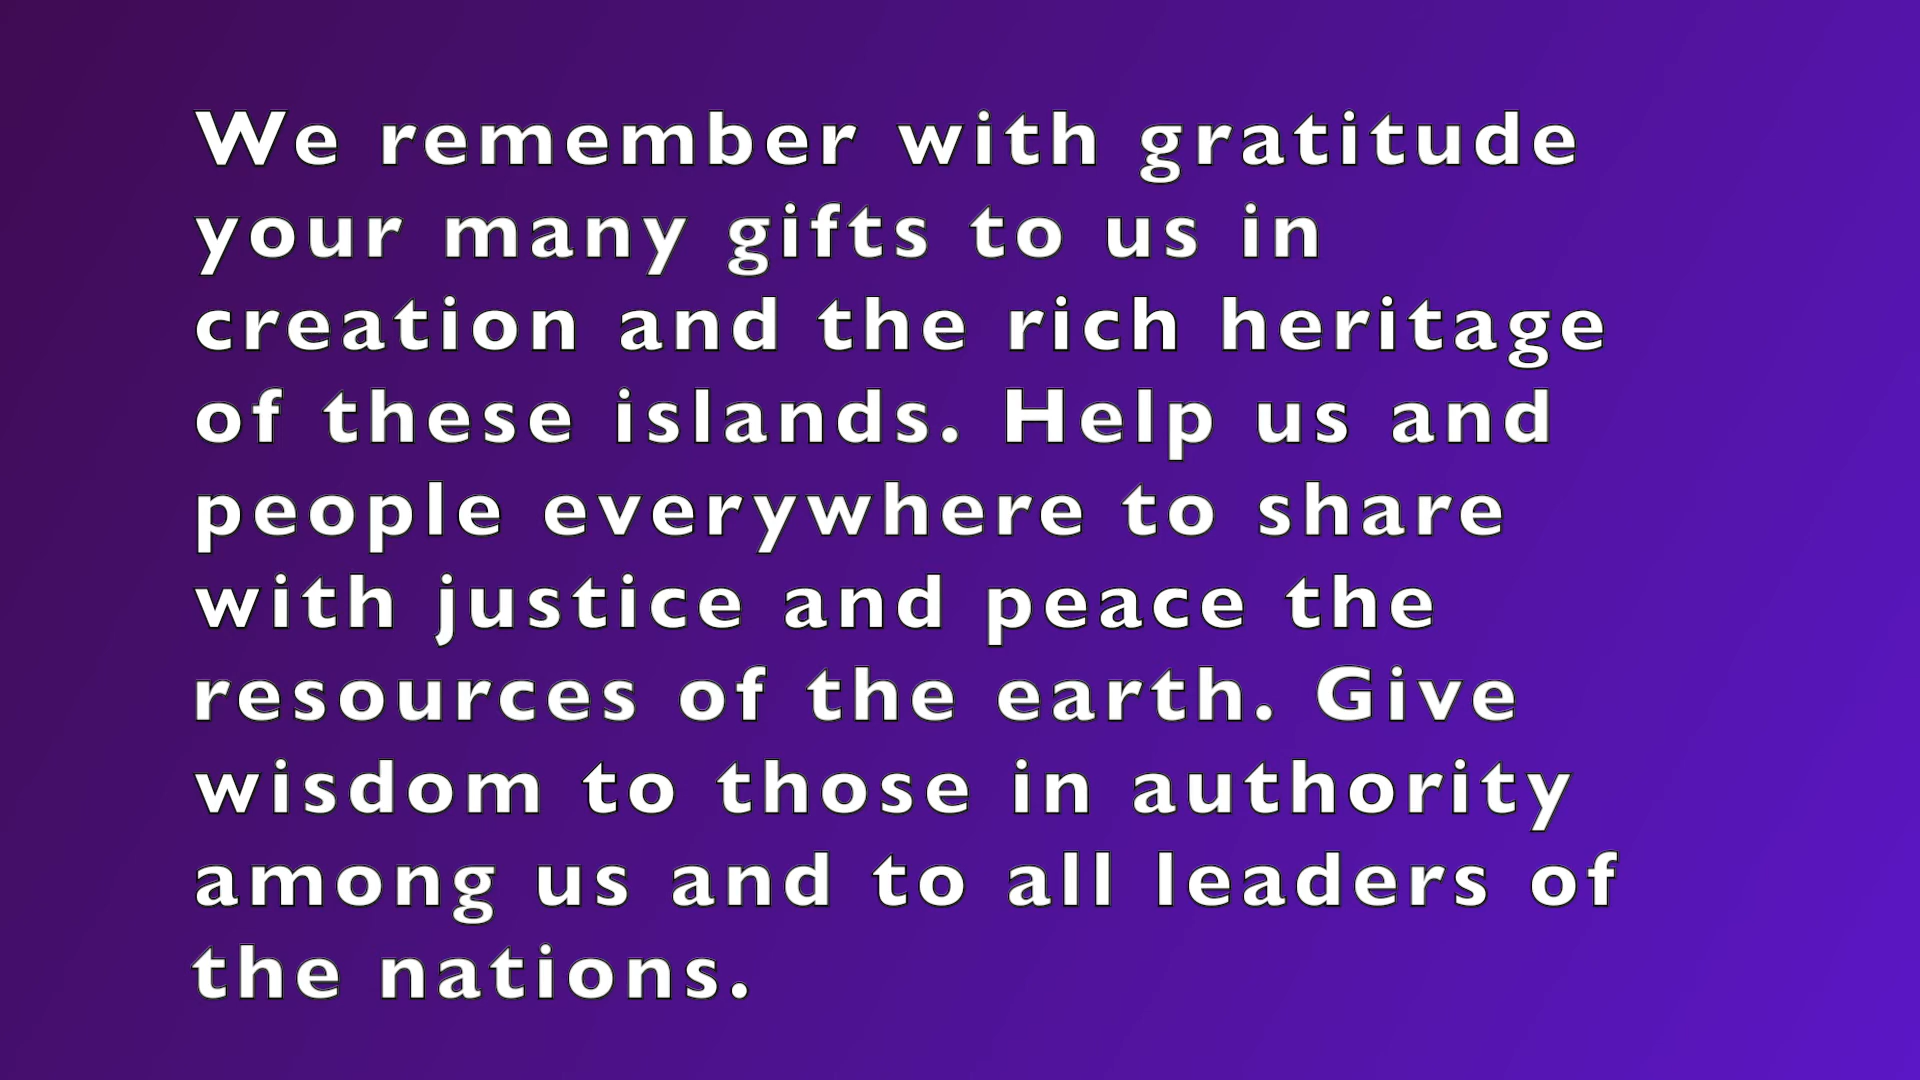 We remember with gratitude
your many gifts to us in
creation and the rich heritage
of these islands. Help us and
people everywhere to share
with justice and peace the
resources of the earth. Give
wisdom to those in authority
among us and to all leaders of
the nations.